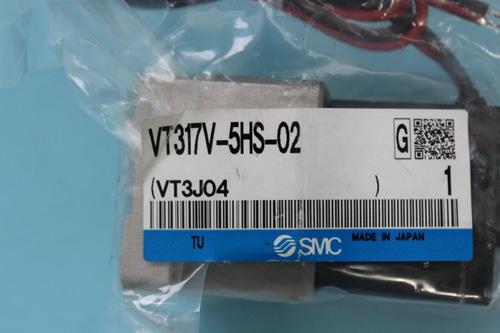 VT317V-5HS-02 G
(VT3J04 ) 1
TU SMC MADE IN JAPAN